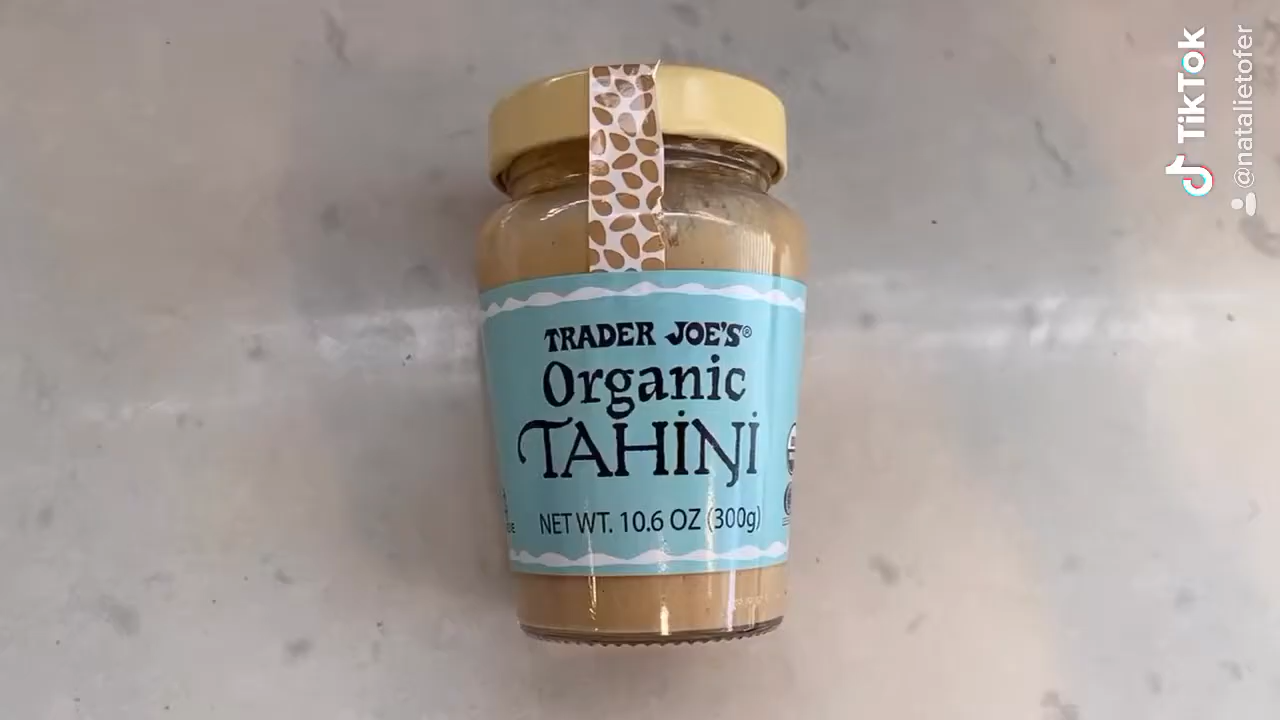 TRADER JOE'S®
Organic
TAHINI
NET WT. 10.6 OZ (300g)
TikTok
@natalietofer